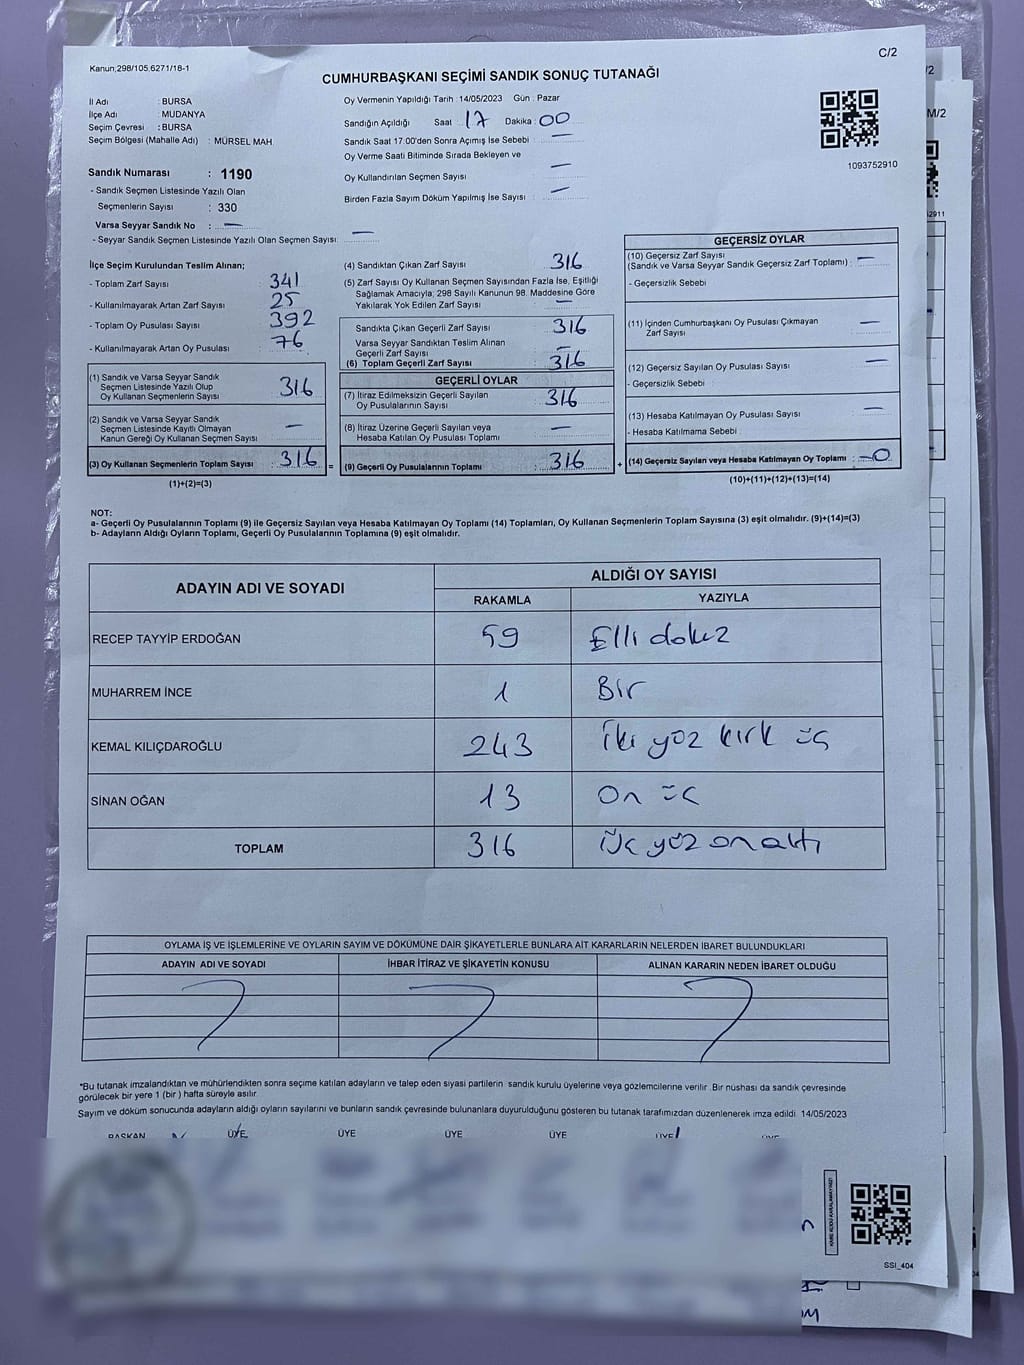 C/2
Kanun;298/105,6271/18-1
CUMHURBAŞKANI SEÇİMİ SANDIK SONUÇ TUTANAĞI
İl Adı : BURSA
İlçe Adı : MUDANYA
Seçim Çevresi : BURSA
Seçim Bölgesi (Mahalle Adı) : MÜRSEL MAH.
Sandık Numarası : 1190
- Sandık Seçmen Listesinde Yazılı Olan
Seçmenlerin Sayısı : 330
Varsa Seyyar Sandık No : —
- Seyyar Sandık Seçmen Listesinde Yazılı Olan Seçmen Sayısı: —
Oy Vermenin Yapıldığı Tarih : 14/05/2023 Gün : Pazar
Sandığın Açıldığı Saat : 17 Dakika : 00
Sandık Saat 17.00'den Sonra Açımış İse Sebebi : —
Oy Verme Saati Bitiminde Sırada Bekleyen ve
Oy Kullandırılan Seçmen Sayısı : —
Birden Fazla Sayım Döküm Yapılmış İse Sayısı : —
1093752910
İlçe Seçim Kurulundan Teslim Alınan;
- Toplam Zarf Sayısı : 341
- Kullanılmayarak Artan Zarf Sayısı : 25
- Toplam Oy Pusulası Sayısı : 392
- Kullanılmayarak Artan Oy Pusulası : 76
(1) Sandık ve Varsa Seyyar Sandık
Seçmen Listesinde Yazılı Olup
Oy Kullanan Seçmenlerin Sayısı : 316
(2) Sandık ve Varsa Seyyar Sandık
Seçmen Listesinde Kayıtlı Olmayan
Kanun Gereği Oy Kullanan Seçmen Sayısı : —
(3) Oy Kullanan Seçmenlerin Toplam Sayısı : 316 =
(1)+(2)=(3)
(4) Sandıktan Çıkan Zarf Sayısı : 316
(5) Zarf Sayısı Oy Kullanan Seçmen Sayısından Fazla İse, Eşitliği
Sağlamak Amacıyla; 298 Sayılı Kanunun 98. Maddesine Göre
Yakılarak Yok Edilen Zarf Sayısı : —
Sandıkta Çıkan Geçerli Zarf Sayısı : 316
Varsa Seyyar Sandıktan Teslim Alınan
Geçerli Zarf Sayısı : —
(6) Toplam Geçerli Zarf Sayısı : 316
GEÇERLİ OYLAR
(7) İtiraz Edilmeksizin Geçerli Sayılan
Oy Pusulalarının Sayısı : 316
(8) İtiraz Üzerine Geçerli Sayılan veya
Hesaba Katılan Oy Pusulası Toplamı : —
(9) Geçerli Oy Pusulalarının Toplamı : 316 +
GEÇERSİZ OYLAR
(10) Geçersiz Zarf Sayısı
(Sandık ve Varsa Seyyar Sandık Geçersiz Zarf Toplamı) : —
- Geçersizlik Sebebi
(11) İçinden Cumhurbaşkanı Oy Pusulası Çıkmayan
Zarf Sayısı : —
(12) Geçersiz Sayılan Oy Pusulası Sayısı : —
- Geçersizlik Sebebi
(13) Hesaba Katılmayan Oy Pusulası Sayısı : —
- Hesaba Katılmama Sebebi :
(14) Geçersiz Sayılan veya Hesaba Katılmayan Oy Toplamı : —0
(10)+(11)+(12)+(13)=(14)
NOT:
a- Geçerli Oy Pusulalarının Toplamı (9) ile Geçersiz Sayılan veya Hesaba Katılmayan Oy Toplamı (14) Toplamları, Oy Kullanan Seçmenlerin Toplam Sayısına (3) eşit olmalıdır. (9)+(14)=(3)
b- Adayların Aldığı Oyların Toplamı, Geçerli Oy Pusulalarının Toplamına (9) eşit olmalıdır.
ADAYIN ADI VE SOYADI ALDIĞI OY SAYISI
RAKAMLA YAZIYLA
RECEP TAYYİP ERDOĞAN 59 Elli dokuz
MUHARREM İNCE 1 Bir
KEMAL KILIÇDAROĞLU 243 İki yüz kırk üç
SİNAN OĞAN 13 On üç
TOPLAM 316 Üç yüz on altı
OYLAMA İŞ VE İŞLEMLERİNE VE OYLARIN SAYIM VE DÖKÜMÜNE DAİR ŞİKAYETLERLE BUNLARA AİT KARARLARIN NELERDEN İBARET BULUNDUKLARI
ADAYIN ADI VE SOYADI İHBAR İTİRAZ VE ŞİKAYETİN KONUSU ALINAN KARARIN NEDEN İBARET OLDUĞU
*Bu tutanak imzalandıktan ve mühürlendikten sonra seçime katılan adayların ve talep eden siyasi partilerin sandık kurulu üyelerine veya gözlemcilerine verilir. Bir nüshası da sandık çevresinde
görülecek bir yere 1 (bir) hafta süreyle asılır.
Sayım ve döküm sonucunda adayların aldığı oyların sayılarını ve bunların sandık çevresinde bulunanlara duyurulduğunu gösteren bu tutanak tarafımızdan düzenlenerek imza edildi. 14/05/2023
BAŞKAN ÜYE ÜYE ÜYE ÜYE ÜYE ÜYE
SSI_404